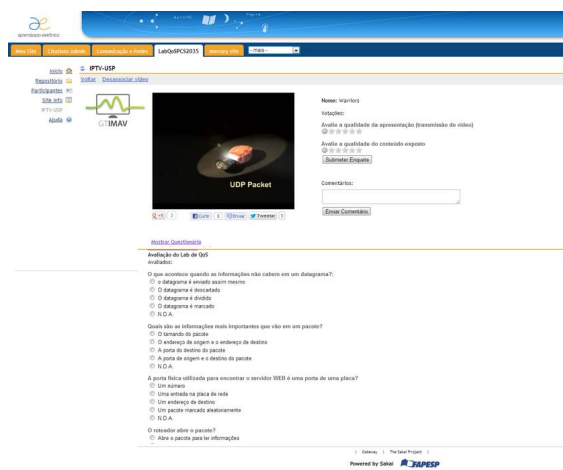 aprendizado eletrônico
Meu Site
Citations Admin
Comunicação e Redes
LabQoSPCS2035
mercury site
- mais -
Início
Repositório
Participantes
Site Info
IPTV-USP
Ajuda
IPTV-USP
Voltar Desassociar vídeo
GTIMAV
UDP Packet
Nome: Warriors
Votações:
Avalie a qualidade da apresentação (transmissão do vídeo)
Avalie a qualidade do conteúdo exposto
Submeter Enquete
Comentários:
Enviar Comentário
Curtir
Enviar
Tweetar
Mostrar Questionário
Avaliação do Lab de QoS
Avaliados:
O que acontece quando as informações não cabem em um datagrama?:
o datagrama é enviado assim mesmo
O datagrama é descartado
O datagrama é dividido
O datagrama é marcado
N.D.A
Quais são as informações mais importantes que vão em um pacote?
O tamando do pacote
O endereço de origem e o endereço de destino
A porta do destino do pacote
A porta de origem e o destino do pacote
N.D.A
A porta física utilizada para encontrar o servidor WEB é uma porta de uma placa?
Um número
Uma entrada na placa de rede
Um endereço de destino
Um pacote marcado aleatoriamente
N.D.A
O roteador abre o pacote?
Abre o pacote para ler informações
| Gateway | The Sakai Project |
Powered by Sakai FAPESP